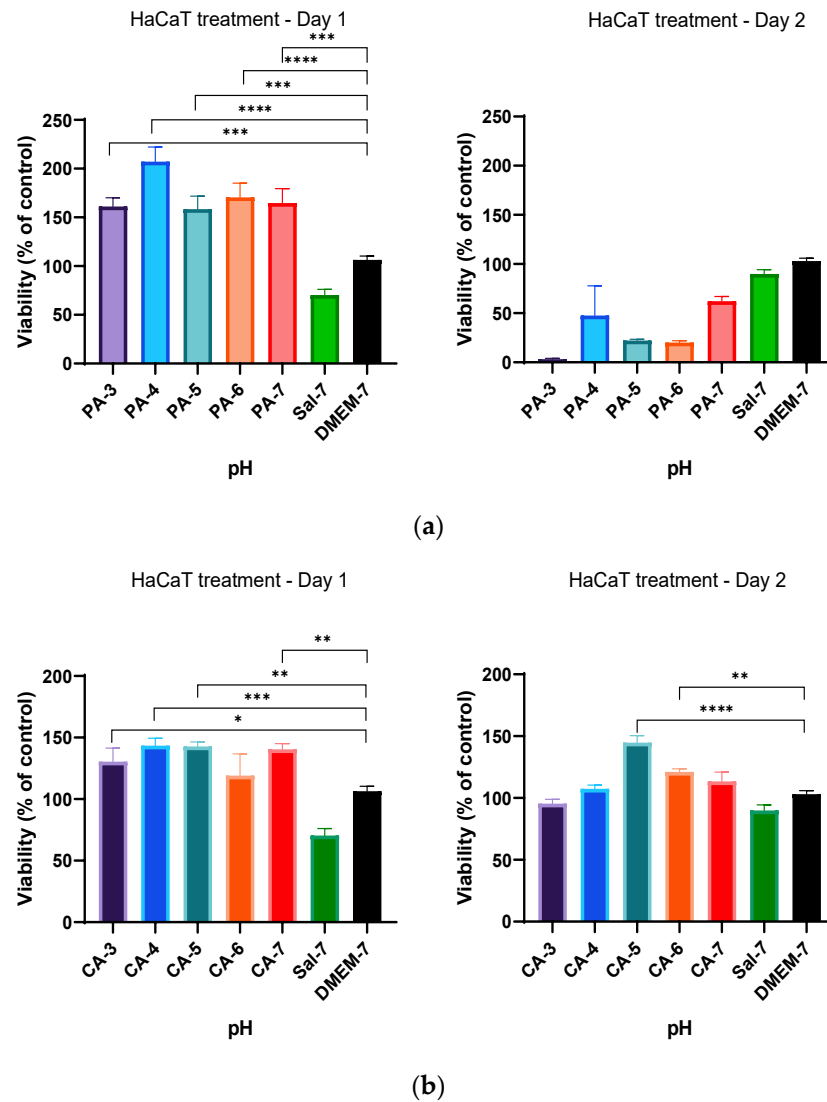 HaCaT treatment - Day 1
***
****
***
****
***
250
200
150
100
50
0
Viability (% of control)
PA-3
PA-4
PA-5
PA-6
PA-7
Sal-7
DMEM-7
pH
HaCaT treatment - Day 2
250
200
150
100
50
0
Viability (% of control)
PA-3
PA-4
PA-5
PA-6
PA-7
Sal-7
DMEM-7
pH
(a)
HaCaT treatment - Day 1
**
**
***
*
200
150
100
50
0
Viability (% of control)
CA-3
CA-4
CA-5
CA-6
CA-7
Sal-7
DMEM-7
pH
HaCaT treatment - Day 2
**
****
200
150
100
50
0
Viability (% of control)
CA-3
CA-4
CA-5
CA-6
CA-7
Sal-7
DMEM-7
pH
(b)